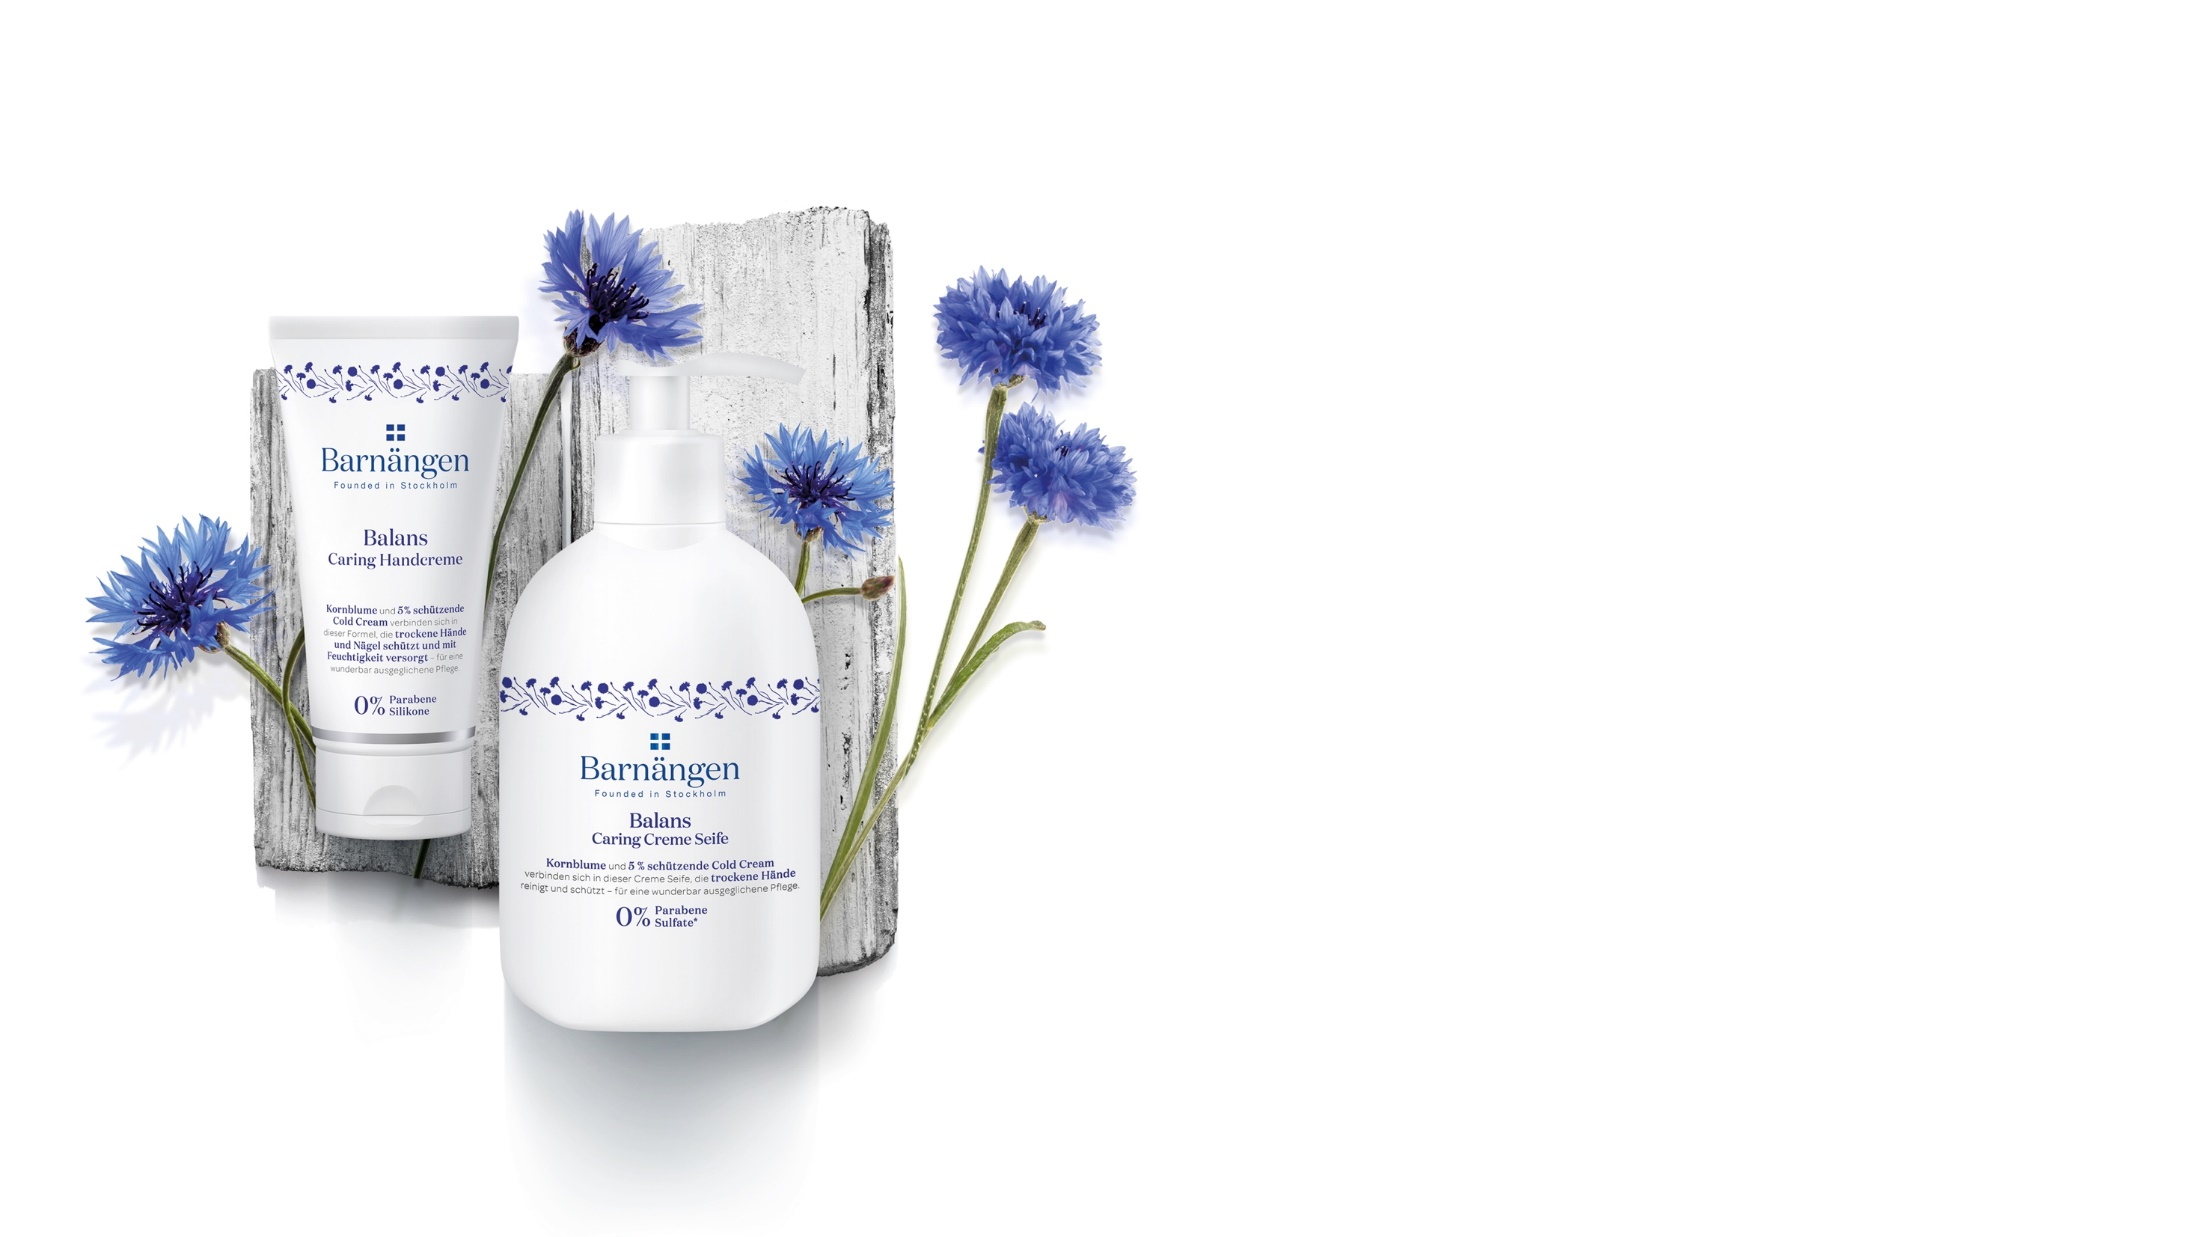 Barnängen
Founded in Stockholm
Balans
Caring Handcreme
Kornblume und 5% schützende
Cold Cream verbinden sich in
dieser Formel, die trockene Hände
und Nägel schützt und mit
Feuchtigkeit versorgt – für eine
wunderbar ausgeglichene Pflege.
0% Parabene
Silikone
Barnängen
Founded in Stockholm
Balans
Caring Creme Seife
Kornblume und 5 % schützende Cold Cream
verbinden sich in dieser Creme Seife, die trockene Hände
reinigt und schützt – für eine wunderbar ausgeglichene Pflege.
0% Parabene
Sulfate*